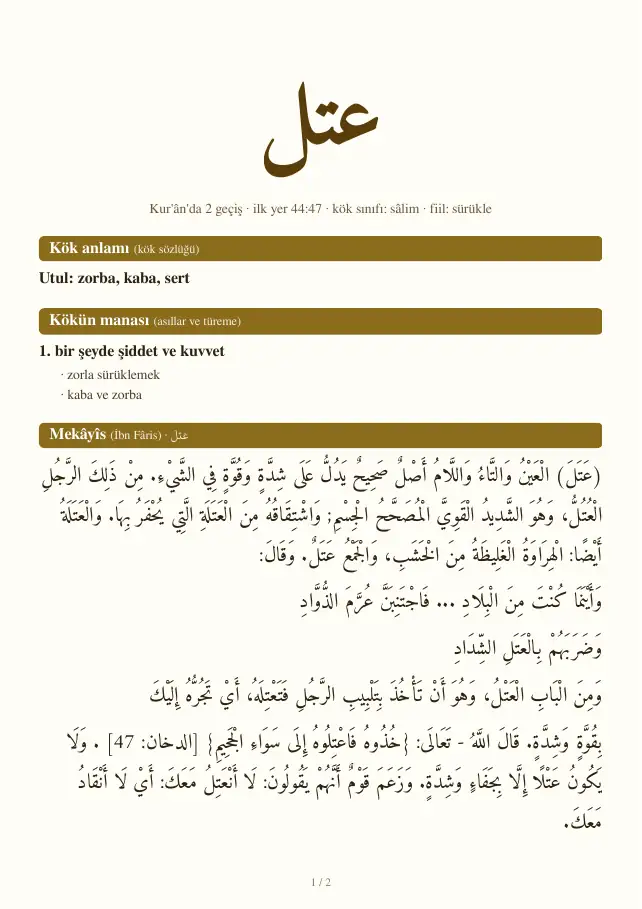 عتل
Kur'ân'da 2 geçiş · ilk yer 44:47 · kök sınıfı: sâlim · fiil: sürükle
Kök anlamı (kök sözlüğü)
Utul: zorba, kaba, sert
Kökün manası (asıllar ve türeme)
1. bir şeyde şiddet ve kuvvet
· zorla sürüklemek
· kaba ve zorba
Mekâyîs (İbn Fâris) · عَتَلَ
(عَتَلَ) الْعَيْنُ وَالتَّاءُ وَاللَّامُ أَصْلٌ صَحِيحٌ يَدُلُّ عَلَى شِدَّةٍ وَقُوَّةٍ فِي الشَّيْءِ. مِنْ ذَلِكَ الرَّجُلِ
الْعُتُلُّ، وَهُوَ الشَّدِيدُ الْقَوِيَّ الْمُصَحَّحُ الْجِسْمِ; وَاشْتِقَاقُهُ مِنَ الْعَتَلَةِ الَّتِي يُحْفَرُ بِهَا. وَالْعَتَلَةُ
أَيْضًا: الْهِرَاوَةُ الْغَلِيظَةُ مِنَ الْخَشَبِ، وَالْجَمْعُ عَتَلٌ. وَقَالَ:
وَأَيْنَمَا كُنْتَ مِنَ الْبِلَادِ ... فَاجْتَنِبَنَّ عُرَّمَ الذُّوَّادِ
وَضَرَبَهُمْ بِالْعَتَلِ الشِّدَادِ
وَمِنَ الْبَابِ الْعَتْلُ، وَهُوَ أَنْ تَأْخُذَ بِتَلْبِيبِ الرَّجُلِ فَتَعْتِلَهُ، أَيْ تَجُرُّهُ إِلَيْكَ
بِقُوَّةٍ وَشِدَّةٍ. قَالَ اللَّهُ - تَعَالَى: {خُذُوهُ فَاعْتِلُوهُ إِلَى سَوَاءِ الْجَحِيمِ} [الدخان: 47] . وَلَا
يَكُونُ عَتْلًا إِلَّا بِجَفَاءٍ وَشِدَّةٍ. وَزَعَمَ قَوْمٌ أَنَّهُمْ يَقُولُونَ: لَا أَنْعَتِلُ مَعَكَ: أَيْ لَا أَنْقَادُ
مَعَكَ.
1 / 2